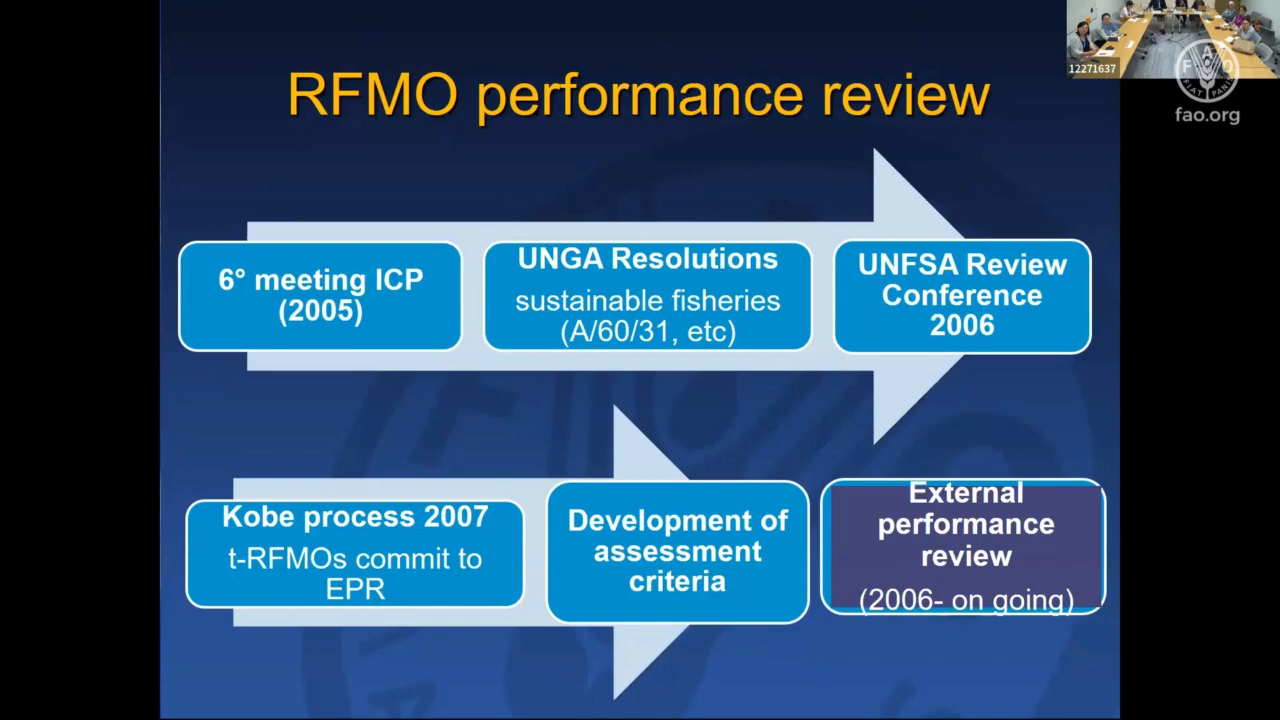 RFMO performance review
6° meeting ICP
(2005)
UNGA Resolutions
sustainable fisheries
(A/60/31, etc)
UNFSA Review
Conference
2006
Kobe process 2007
t-RFMOs commit to
EPR
Development of
assessment
criteria
External
performance
review
(2006- on going)
12271637
F A O
FIAT PANIS
fao.org